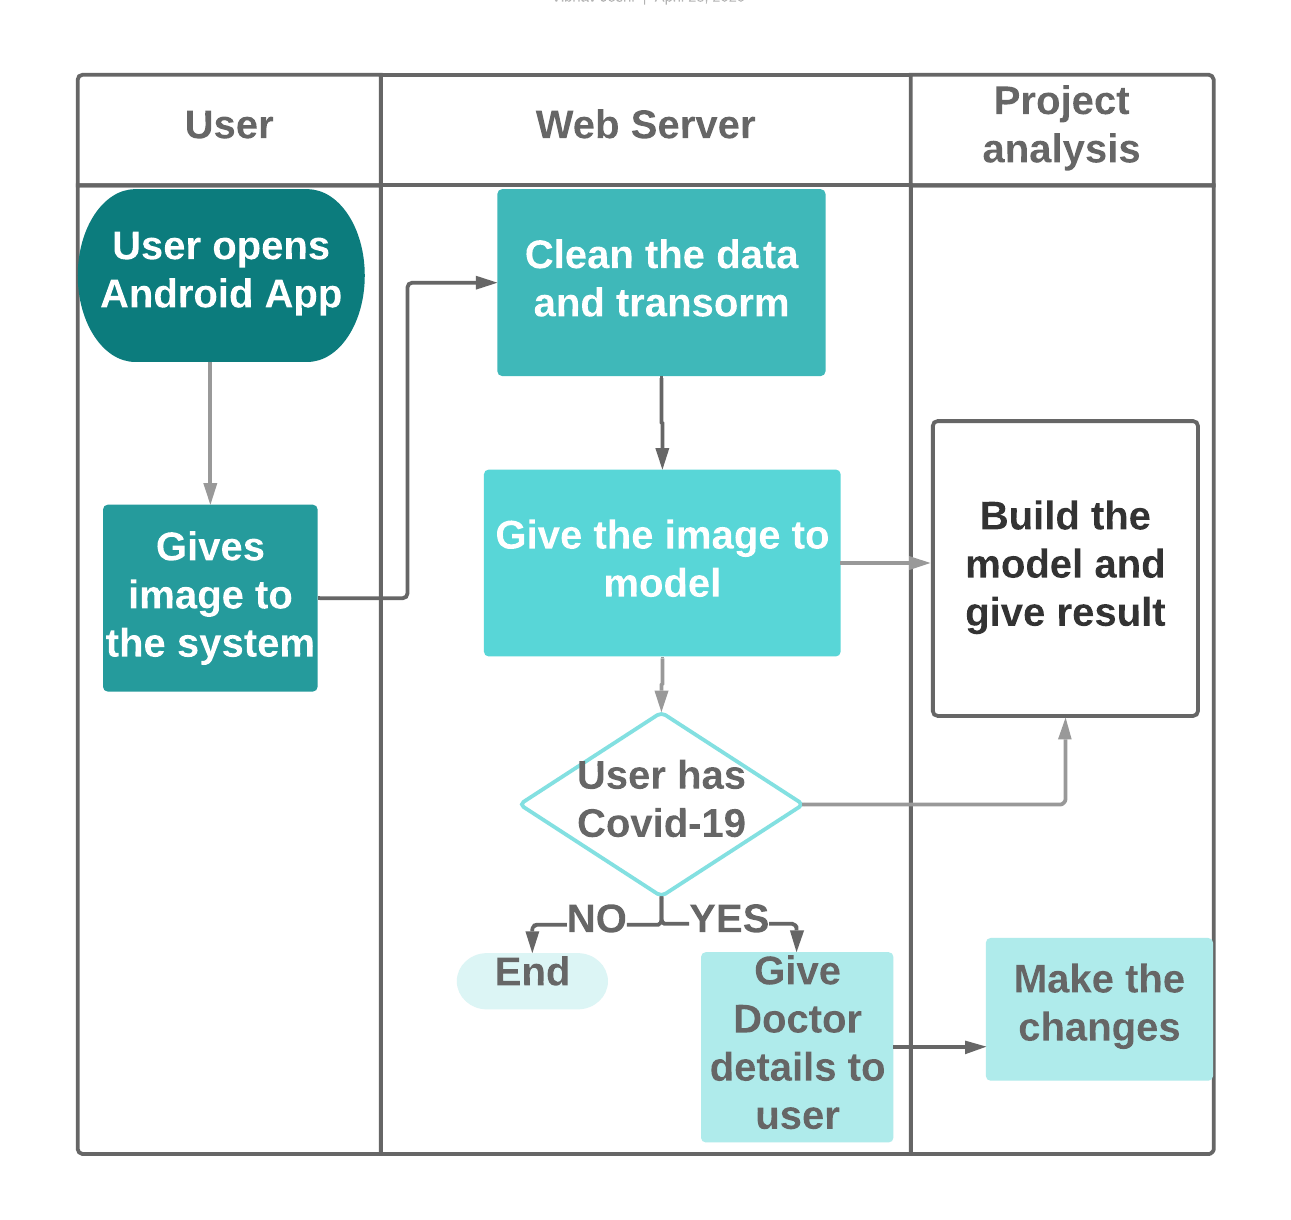 User
Web Server
Project
analysis
User opens
Android App
Gives
image to
the system
Clean the data
and transorm
Give the image to
model
User has
Covid-19
NO
YES
End
Give
Doctor
details to
user
Build the
model and
give result
Make the
changes